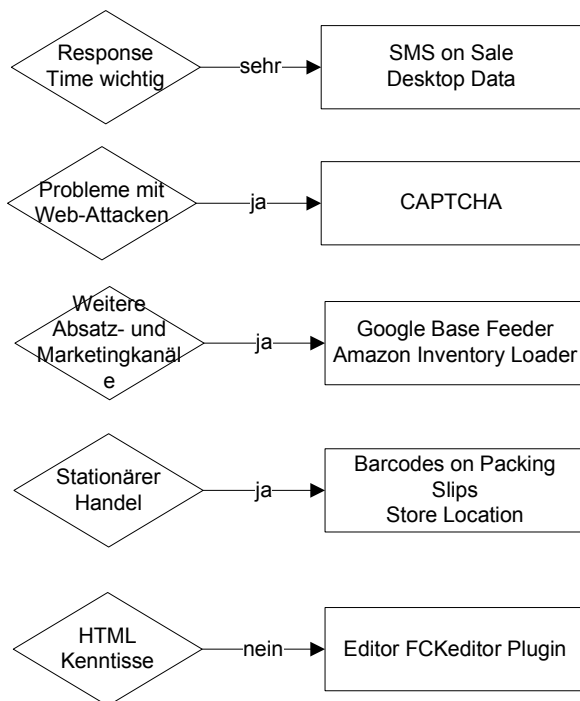 Response
Time wichtig
sehr
SMS on Sale
Desktop Data
Probleme mit
Web-Attacken
ja
CAPTCHA
Weitere
Absatz- und
Marketingkanäl
e
ja
Google Base Feeder
Amazon Inventory Loader
Stationärer
Handel
ja
Barcodes on Packing
Slips
Store Location
HTML
Kenntisse
nein
Editor FCKeditor Plugin